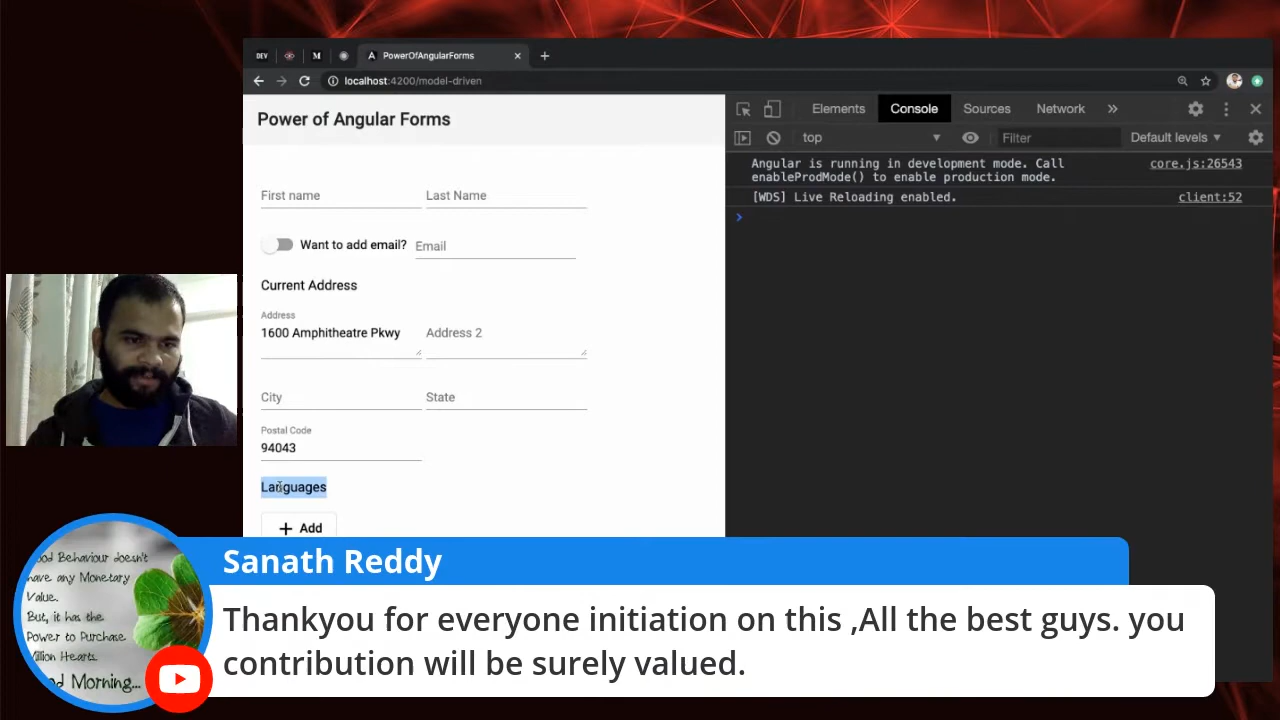 DEV
M
PowerOfAngularForms
localhost:4200/model-driven
Power of Angular Forms
First name
Last Name
Want to add email?
Email
Current Address
Address
1600 Amphitheatre Pkwy
Address 2
City
State
Postal Code
94043
Languages
Add
Elements
Console
Sources
Network
top
Filter
Default levels
Angular is running in development mode. Call core.js:26543
enableProdMode() to enable production mode.
[WDS] Live Reloading enabled. client:52
ood Behaviour doesn't
have any Monetary
Value.
But, it has the
Power to Purchase
Million Hearts.
d Morning...
Sanath Reddy
Thankyou for everyone initiation on this ,All the best guys. you
contribution will be surely valued.